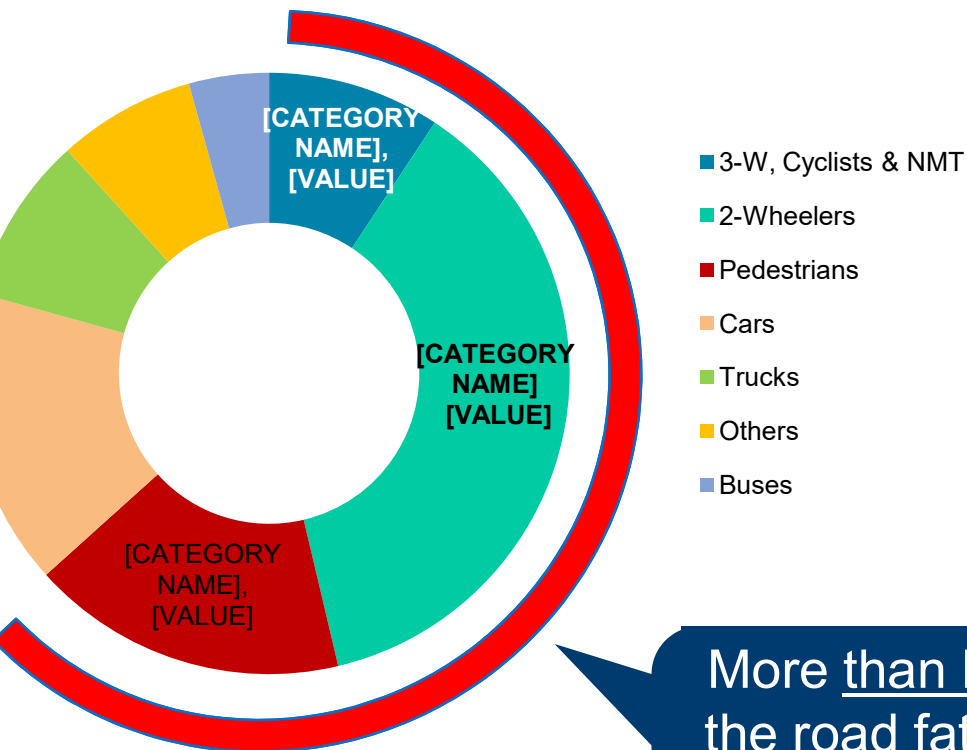 [CATEGORY
NAME],
[VALUE]
3-W, Cyclists & NMT
2-Wheelers
Pedestrians
Cars
Trucks
Others
Buses
[CATEGORY
NAME]
[VALUE]
[CATEGORY
NAME],
[VALUE]
More than
the road